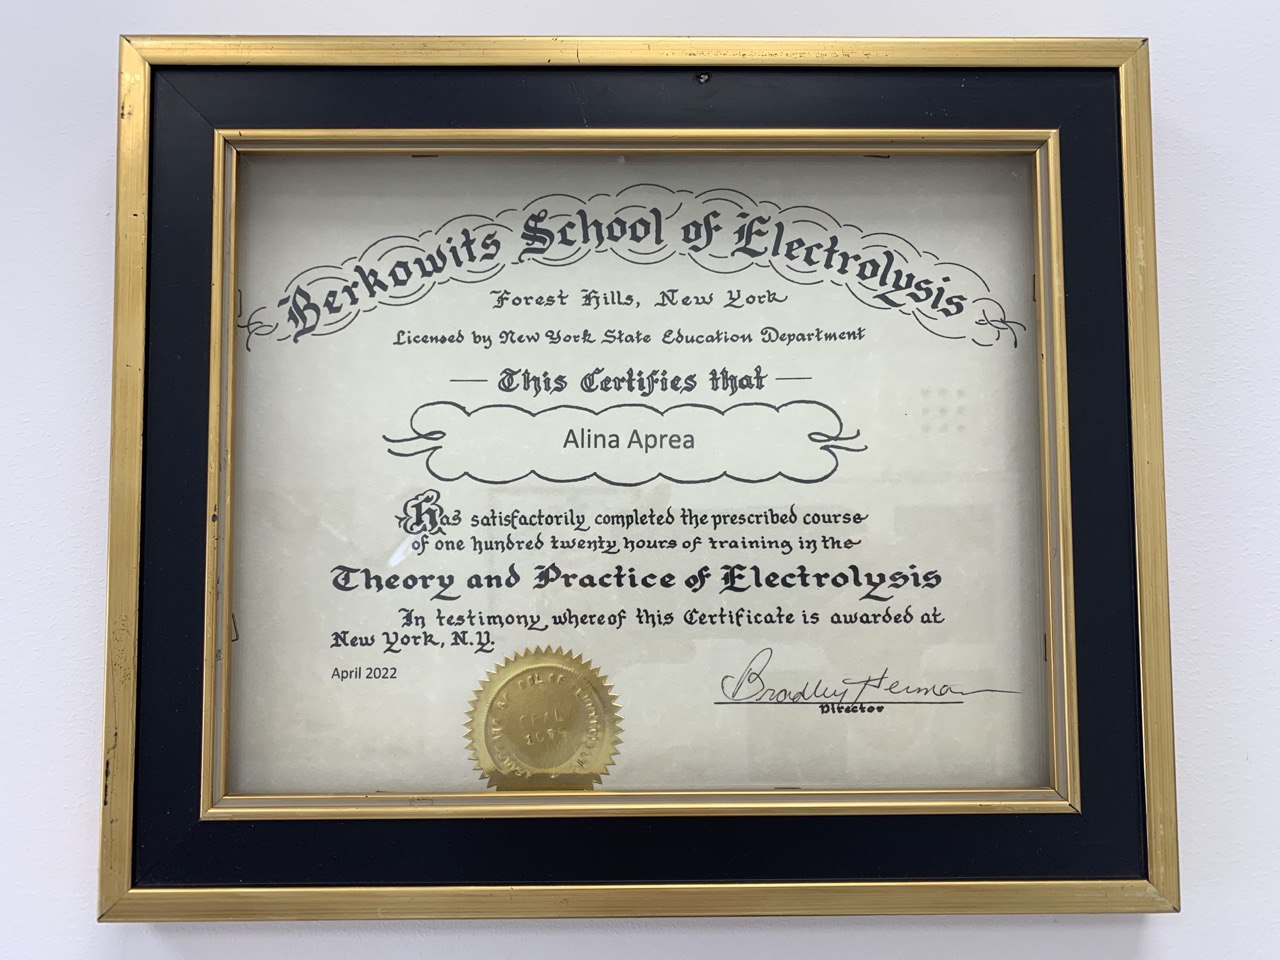 Berkowits School of Electrolysis
Forest Hills, New York
Licensed by New York State Education Department
This Certifies that
Alina Aprea
Has satisfactorily completed the prescribed course
of one hundred twenty hours of training in the
Theory and Practice of Electrolysis
In testimony whereof this Certificate is awarded at
New York, N.Y.
April 2022
Bradley Herman
Director
SEAL